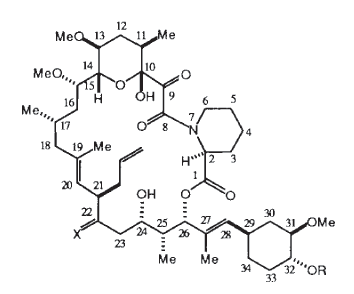 12
MeO 13 11 Me
14 10
MeO O O
15 OH 9
H
16 O 8
7 N 6 5
4
Me 17
H 2 3
18 19 Me
1
20 21 OH O O
22
X 23 24 25 26 27 28 29 30 31 OMe
Me Me 34 33 32 OR